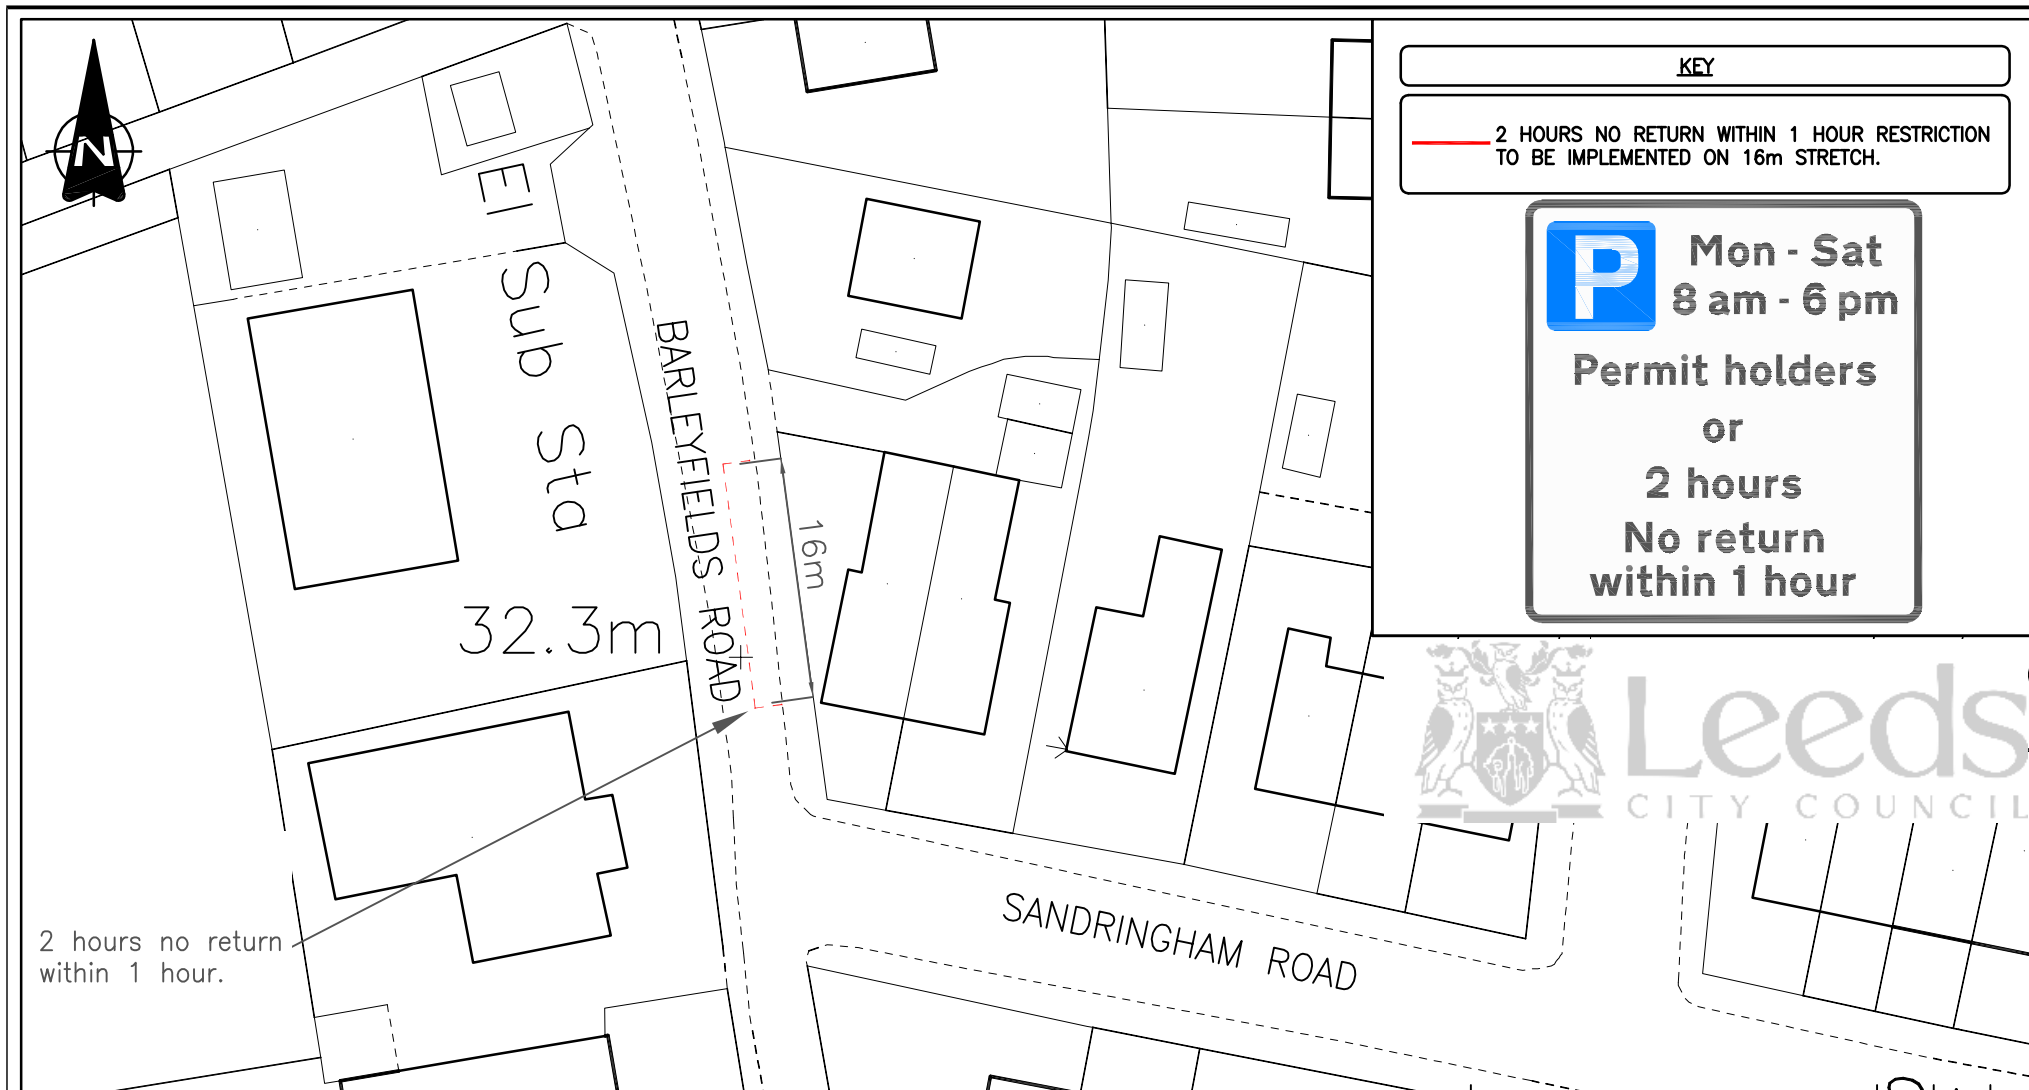 N
El Sub Sta
BARLEYFIELDS ROAD
16m
32.3m
2 hours no return
within 1 hour.
SANDRINGHAM ROAD
KEY
2 HOURS NO RETURN WITHIN 1 HOUR RESTRICTION
TO BE IMPLEMENTED ON 16m STRETCH.
P
Mon - Sat
8 am - 6 pm
Permit holders
or
2 hours
No return
within 1 hour
Leeds
CITY COUNCIL